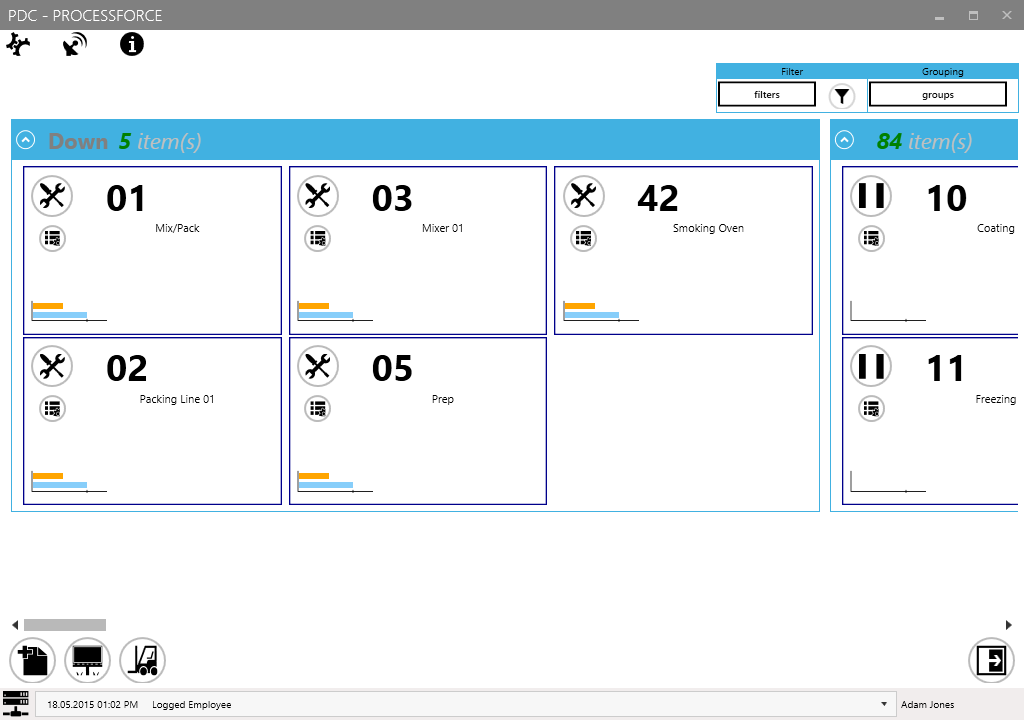 PDC - PROCESSFORCE
Filter
Grouping
filters
groups
Down 5 item(s)
84 item(s)
01
Mix/Pack
03
Mixer 01
42
Smoking Oven
10
Coating
02
Packing Line 01
05
Prep
11
Freezing
18.05.2015 01:02 PM Logged Employee
Adam Jones